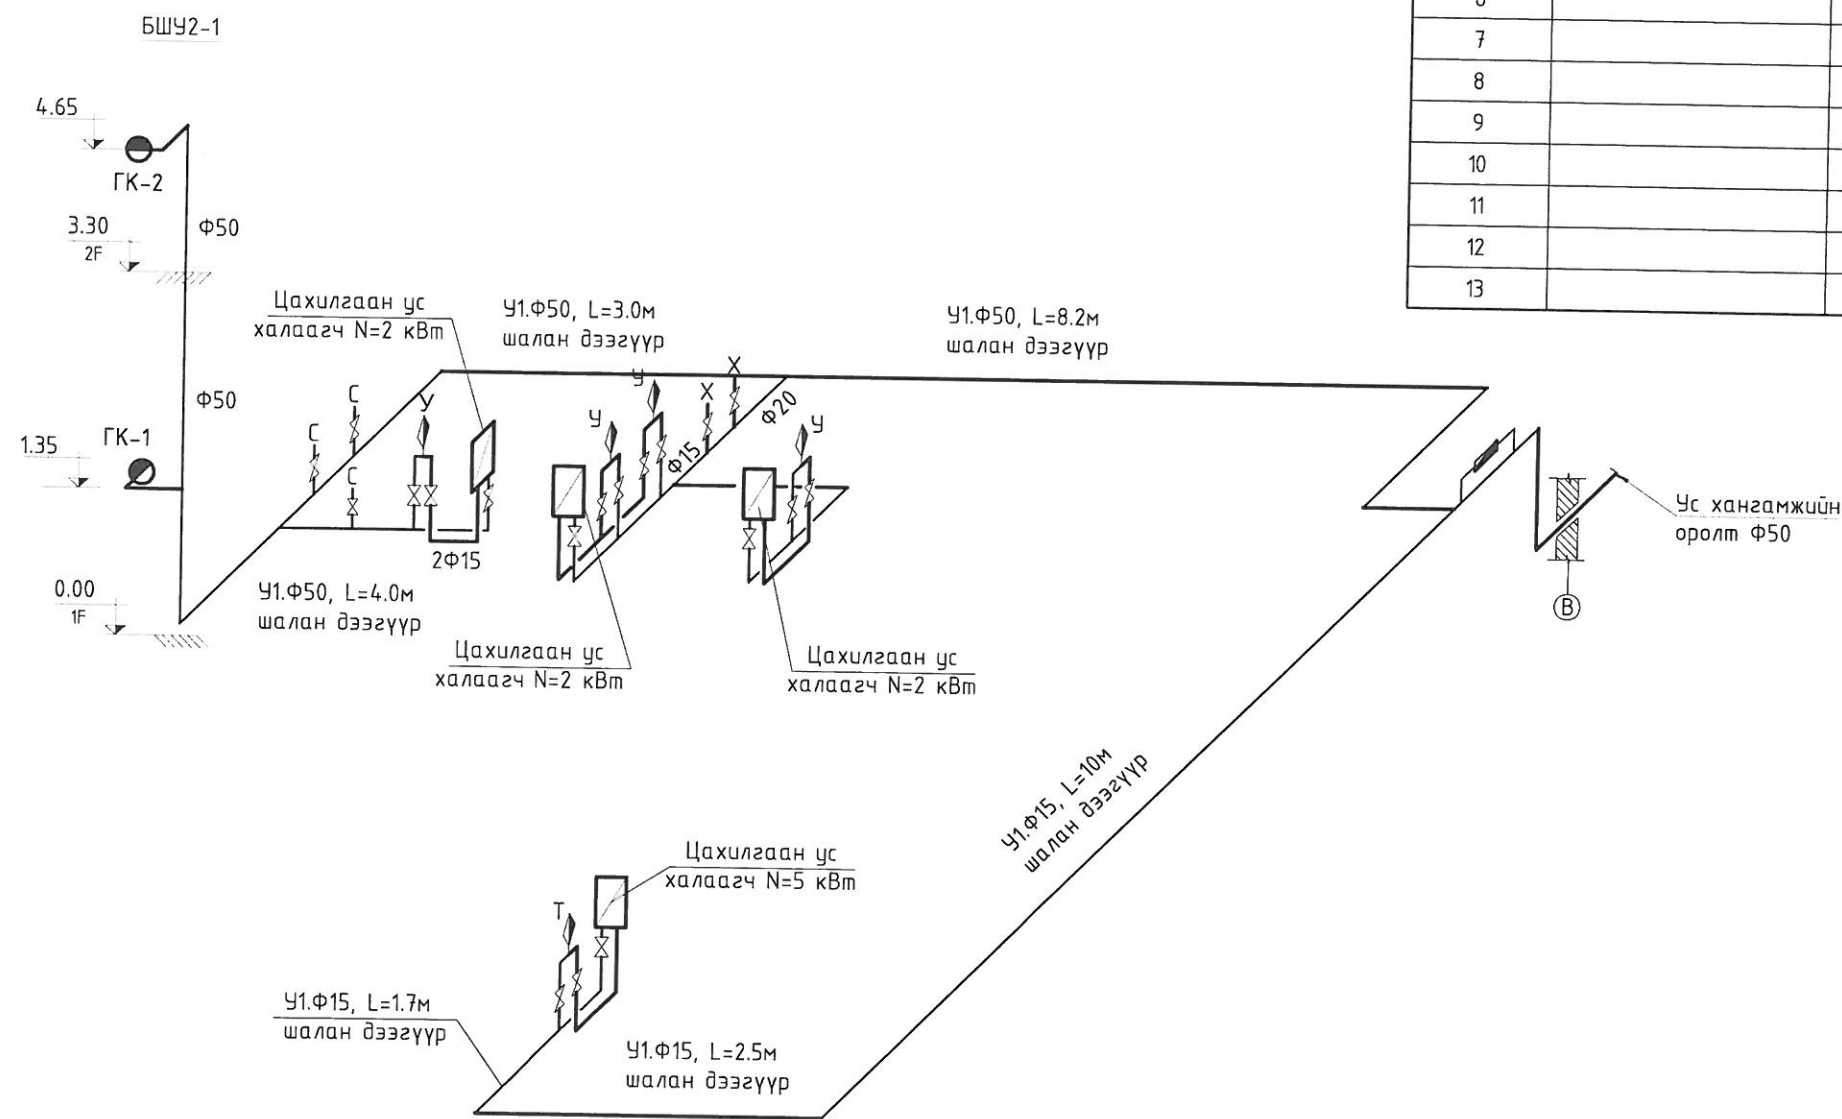 БШУ2-1
4.65
ГК-2
3.30
2F
Ф50
Цахилгаан ус
халаагч N=2 кВт
У1.Ф50, L=3.0м
шалан дээгүүр
У1.Ф50, L=8.2м
шалан дээгүүр
7
8
9
10
11
12
13
Ф50
ГК-1
1.35
С
С
С
У
У
У
Х
Х
Ф20
Ф15
У
2Ф15
Ус хангамжийн
оролт Ф50
В
0.00
1F
У1.Ф50, L=4.0м
шалан дээгүүр
Цахилгаан ус
халаагч N=2 кВт
Цахилгаан ус
халаагч N=2 кВт
У1.Ф15, L=10м
шалан дээгүүр
Цахилгаан ус
халаагч N=5 кВт
Т
У1.Ф15, L=1.7м
шалан дээгүүр
У1.Ф15, L=2.5м
шалан дээгүүр